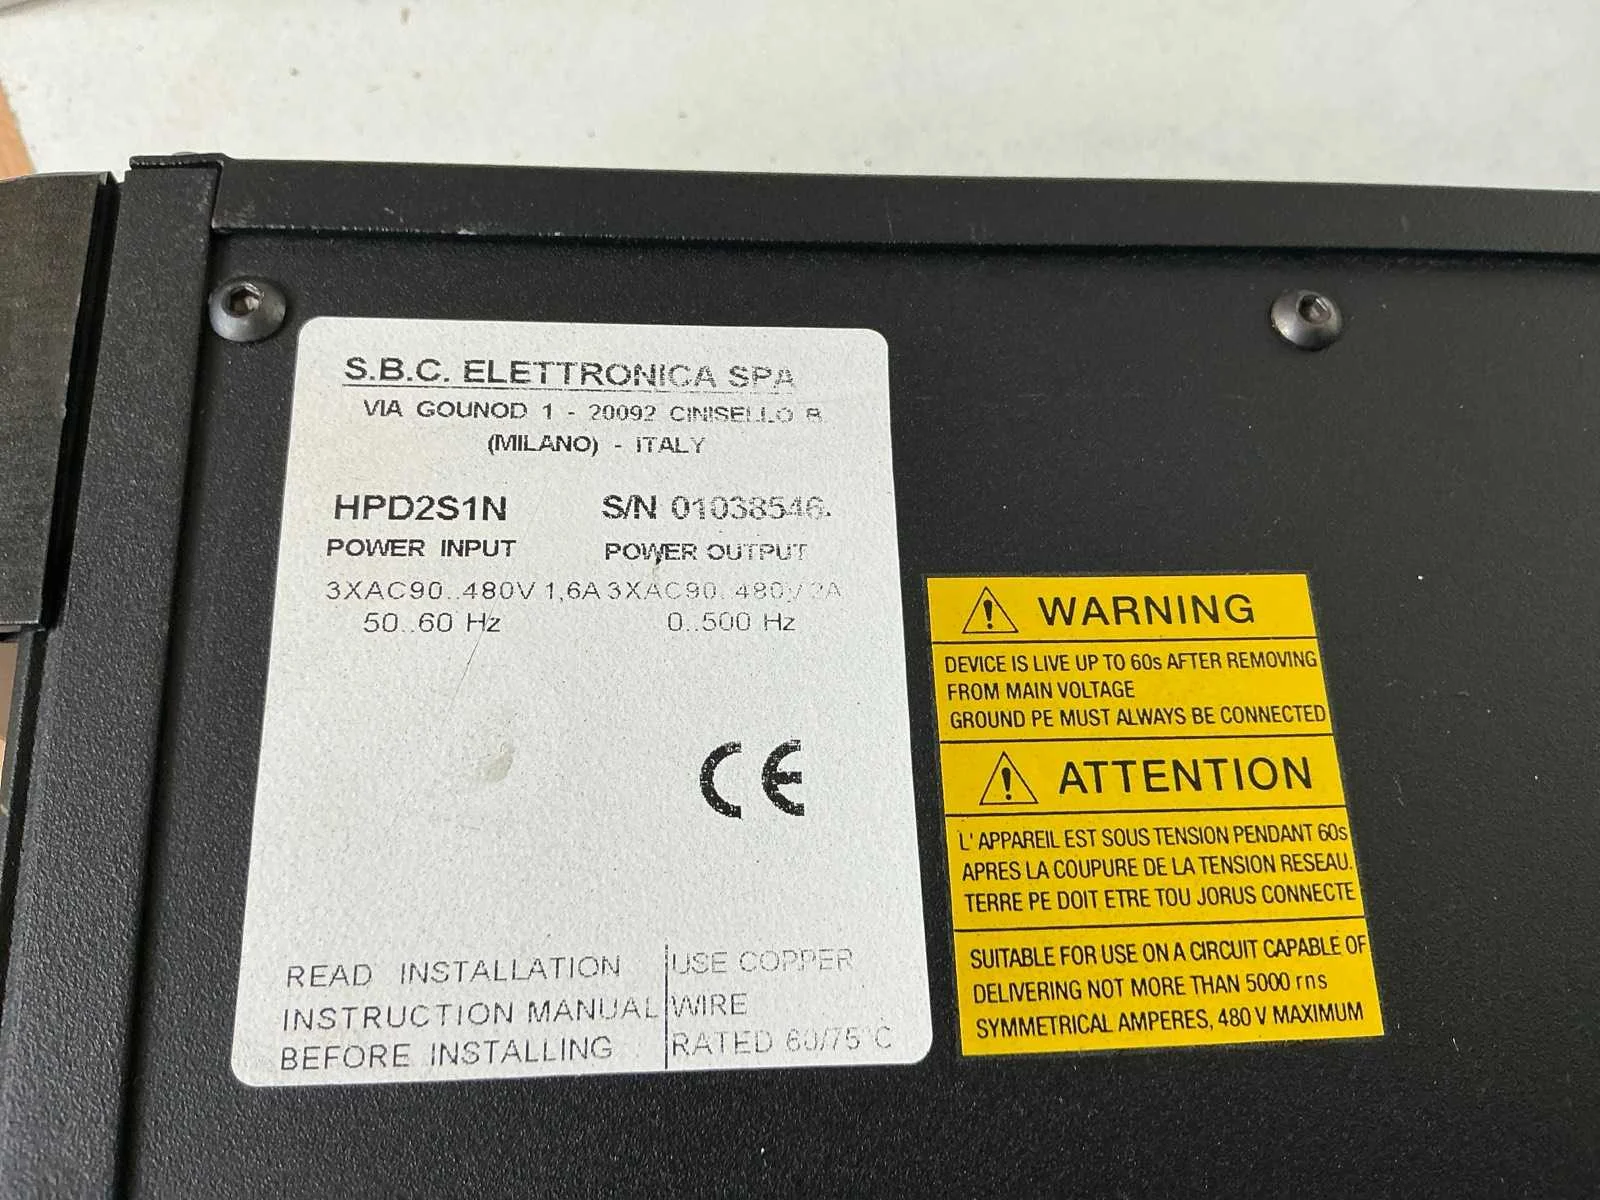 S.B.C. ELETTRONICA SPA
VIA GOUNOD 1 - 20092 CINISELLO B.
(MILANO) - ITALY
HPD2S1N S/N 01038546.
POWER INPUT POWER OUTPUT
3XAC90..480V 1,6A 3XAC90..480V 2A
50..60 Hz 0..500 Hz
CE
READ INSTALLATION USE COPPER
INSTRUCTION MANUAL WIRE
BEFORE INSTALLING RATED 60/75°C
WARNING
DEVICE IS LIVE UP TO 60s AFTER REMOVING
FROM MAIN VOLTAGE
GROUND PE MUST ALWAYS BE CONNECTED
ATTENTION
L' APPAREIL EST SOUS TENSION PENDANT 60s
APRES LA COUPURE DE LA TENSION RESEAU.
TERRE PE DOIT ETRE TOU JORUS CONNECTE
SUITABLE FOR USE ON A CIRCUIT CAPABLE OF
DELIVERING NOT MORE THAN 5000 rns
SYMMETRICAL AMPERES, 480 V MAXIMUM